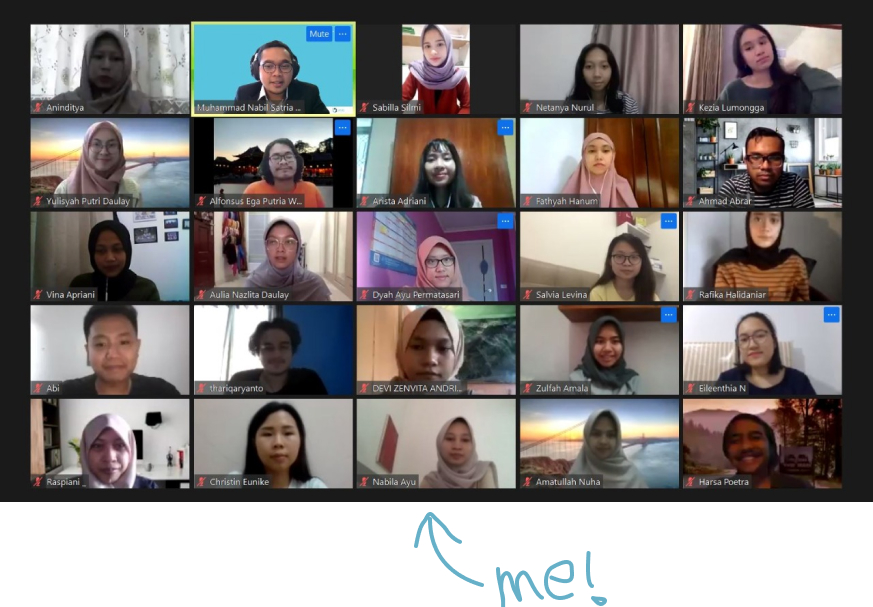 Mute
Aninditya
Muhammad Nabil Satria ...
Sabilla Silmi
Netanya Nurul
Kezia Lumongga
Yulisyah Putri Daulay
Alfonsus Ega Putria W...
Arista Adriani
Fathyah Hanum
Ahmad Abrar
Vina Apriani
Aulia Nazlita Daulay
Dyah Ayu Permatasari
Salvia Levina
Rafika Halidaniar
Abi
thariqaryanto
DEVI ZENVITA ANDRI...
Zulfah Amala
Eileenthia N
Raspiani _
Christin Eunike
Nabila Ayu
Amatullah Nuha
Harsa Poetra
me!